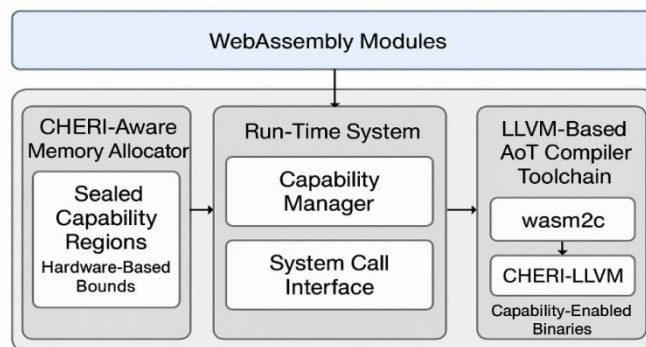 WebAssembly Modules
CHERI-Aware
Memory Allocator
Sealed
Capability
Regions
Hardware-Based
Bounds
Run-Time System
Capability
Manager
System Call
Interface
LLVM-Based
AoT Compiler
Toolchain
wasm2c
CHERI-LLVM
Capability-Enabled
Binaries